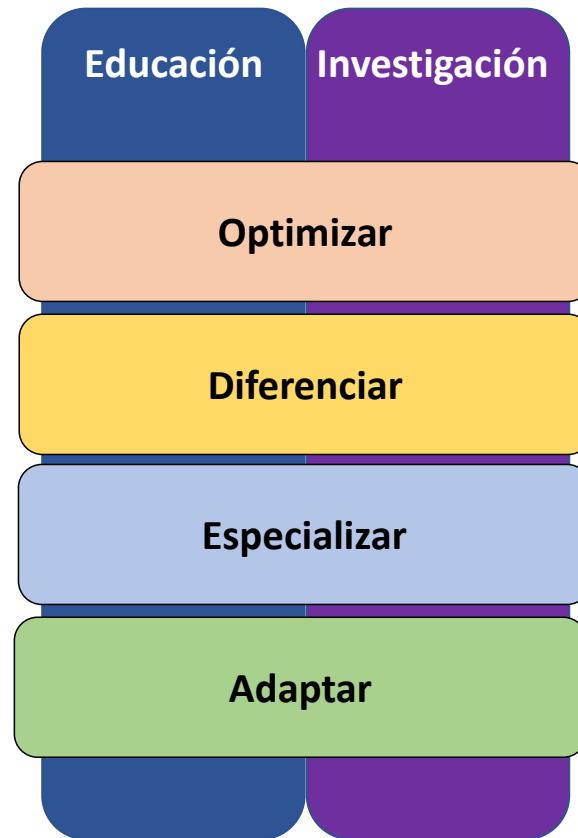 Educación
Investigación
Optimizar
Diferenciar
Especializar
Adaptar